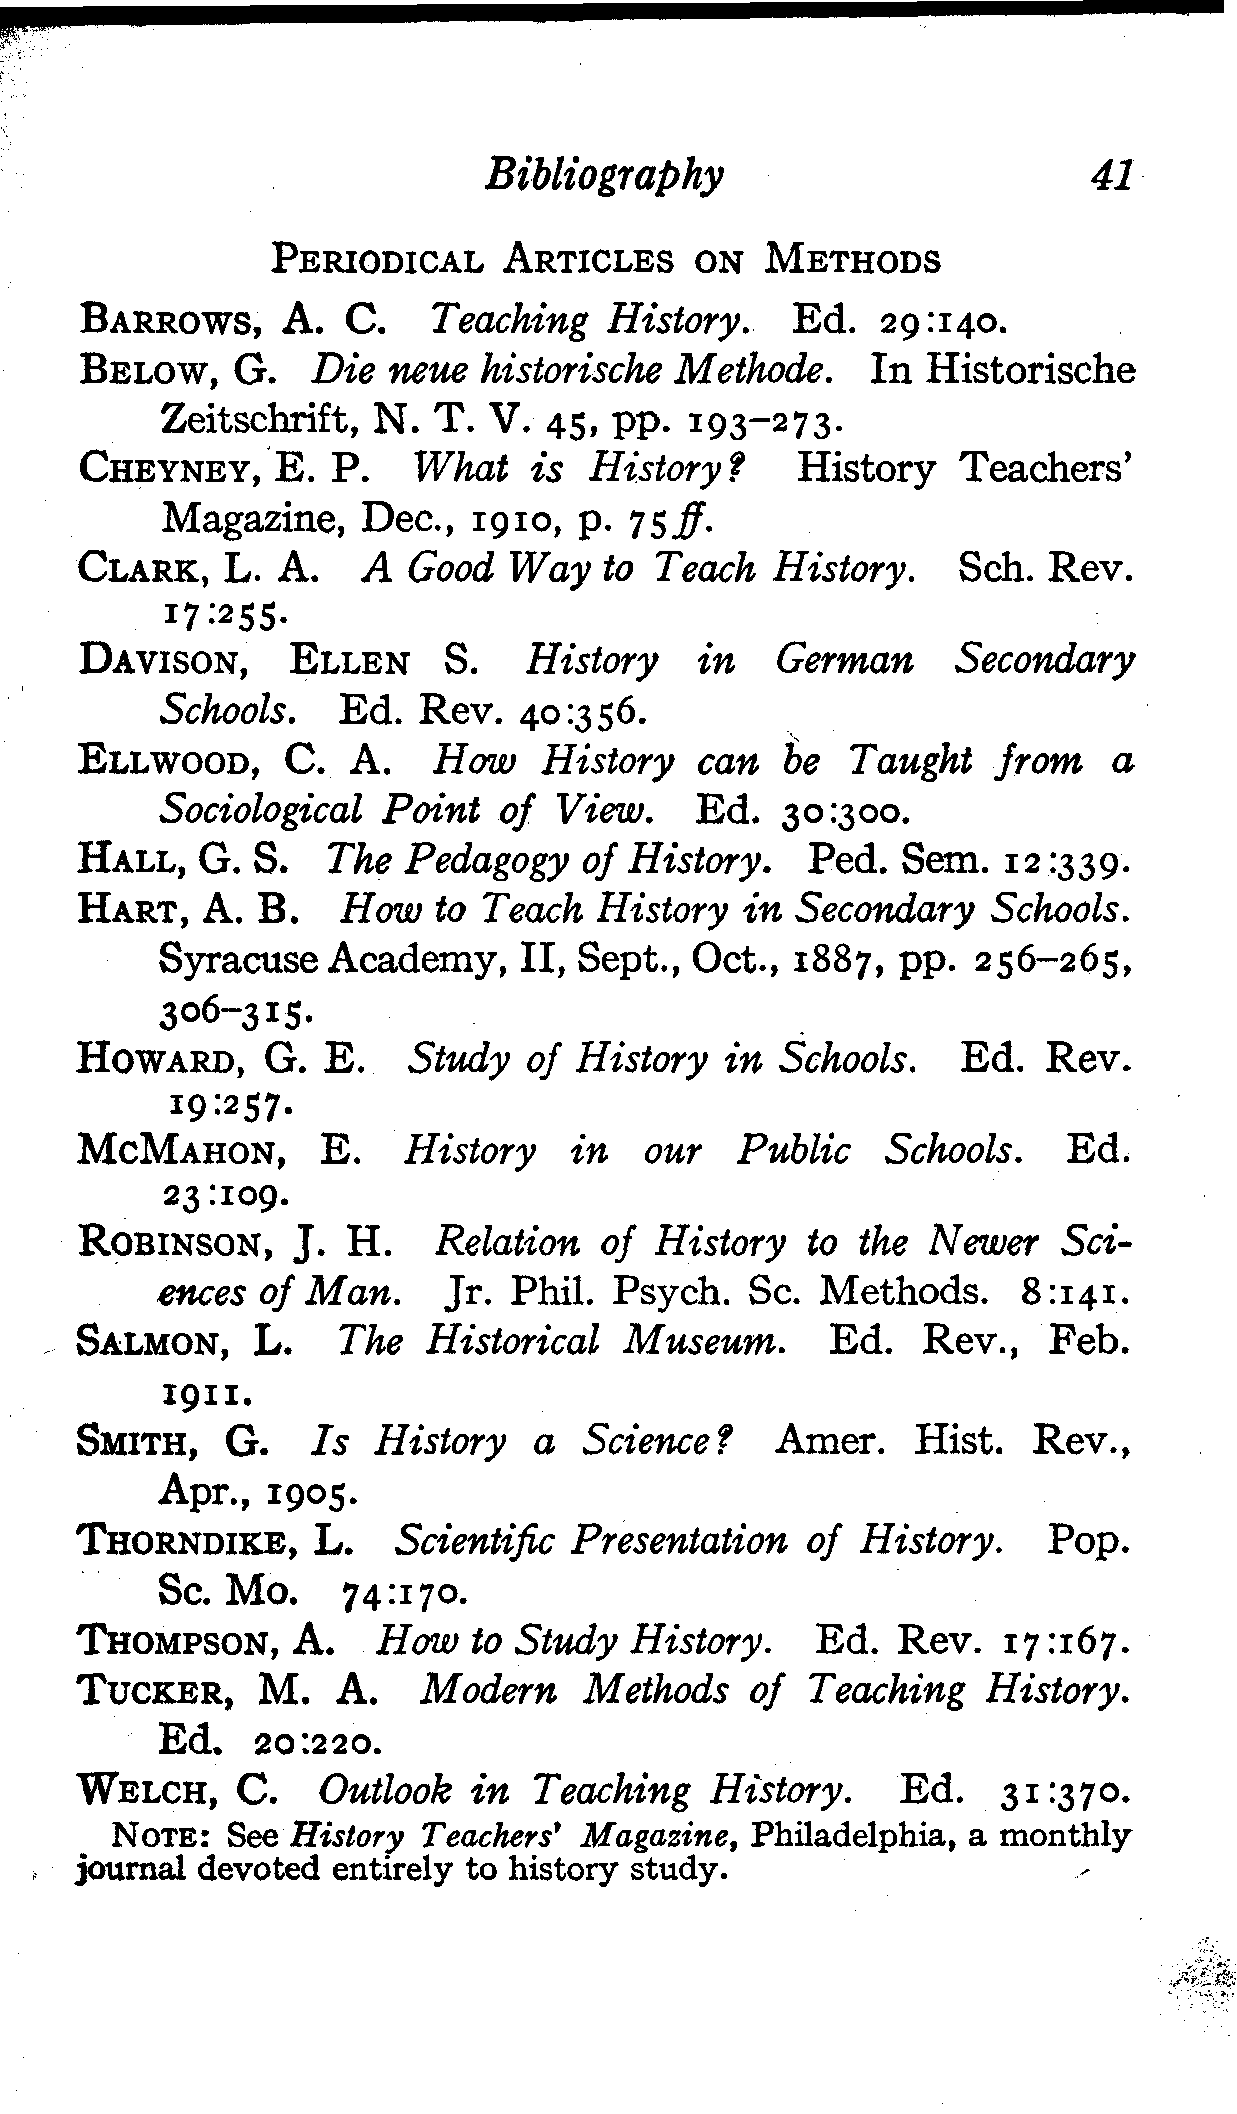 Bibliography 41
PERIODICAL ARTICLES ON METHODS
BARROWS, A. C. Teaching History. Ed. 29:140.
BELOW, G. Die neue historische Methode. In Historische
Zeitschrift, N. T. V. 45, pp. 193–273.
CHEYNEY, E. P. What is History? History Teachers'
Magazine, Dec., 1910, p. 75 ff.
CLARK, L. A. A Good Way to Teach History. Sch. Rev.
17:255.
DAVISON, ELLEN S. History in German Secondary
Schools. Ed. Rev. 40:356.
ELLWOOD, C. A. How History can be Taught from a
Sociological Point of View. Ed. 30:300.
HALL, G. S. The Pedagogy of History. Ped. Sem. 12:339.
HART, A. B. How to Teach History in Secondary Schools.
Syracuse Academy, II, Sept., Oct., 1887, pp. 256–265,
306–315.
HOWARD, G. E. Study of History in Schools. Ed. Rev.
19:257.
MCMAHON, E. History in our Public Schools. Ed.
23:109.
ROBINSON, J. H. Relation of History to the Newer Sci-
ences of Man. Jr. Phil. Psych. Sc. Methods. 8:141.
SALMON, L. The Historical Museum. Ed. Rev., Feb.
1911.
SMITH, G. Is History a Science? Amer. Hist. Rev.,
Apr., 1905.
THORNDIKE, L. Scientific Presentation of History. Pop.
Sc. Mo. 74:170.
THOMPSON, A. How to Study History. Ed. Rev. 17:167.
TUCKER, M. A. Modern Methods of Teaching History.
Ed. 20:220.
WELCH, C. Outlook in Teaching History. Ed. 31:370.
NOTE: See History Teachers' Magazine, Philadelphia, a monthly
journal devoted entirely to history study.